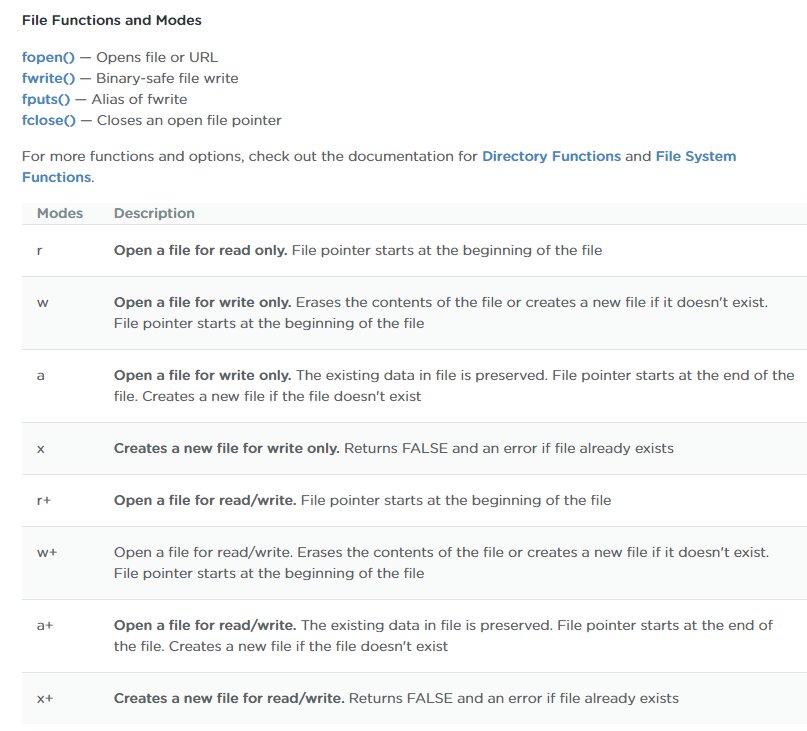 File Functions and Modes
fopen() — Opens file or URL
fwrite() — Binary-safe file write
fputs() — Alias of fwrite
fclose() — Closes an open file pointer
For more functions and options, check out the documentation for Directory Functions and File System
Functions.
Modes Description
r Open a file for read only. File pointer starts at the beginning of the file
w Open a file for write only. Erases the contents of the file or creates a new file if it doesn't exist.
File pointer starts at the beginning of the file
a Open a file for write only. The existing data in file is preserved. File pointer starts at the end of the
file. Creates a new file if the file doesn't exist
x Creates a new file for write only. Returns FALSE and an error if file already exists
r+ Open a file for read/write. File pointer starts at the beginning of the file
w+ Open a file for read/write. Erases the contents of the file or creates a new file if it doesn't exist.
File pointer starts at the beginning of the file
a+ Open a file for read/write. The existing data in file is preserved. File pointer starts at the end of
the file. Creates a new file if the file doesn't exist
x+ Creates a new file for read/write. Returns FALSE and an error if file already exists